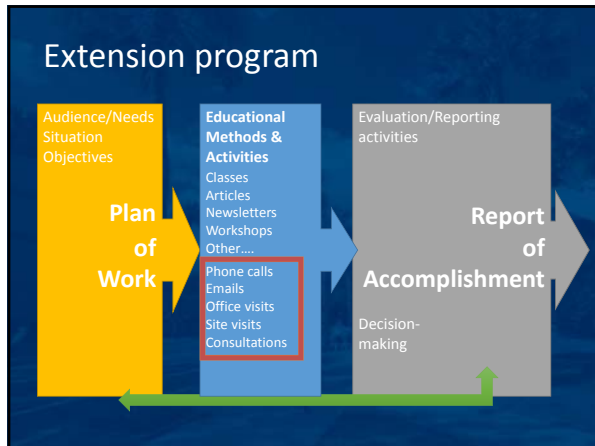 Extension program
Audience/Needs
Situation
Objectives
Plan
of
Work
Educational
Methods &
Activities
Classes
Articles
Newsletters
Workshops
Other....
Phone calls
Emails
Office visits
Site visits
Consultations
Evaluation/Reporting
activities
Report
of
Accomplishment
Decision-
making